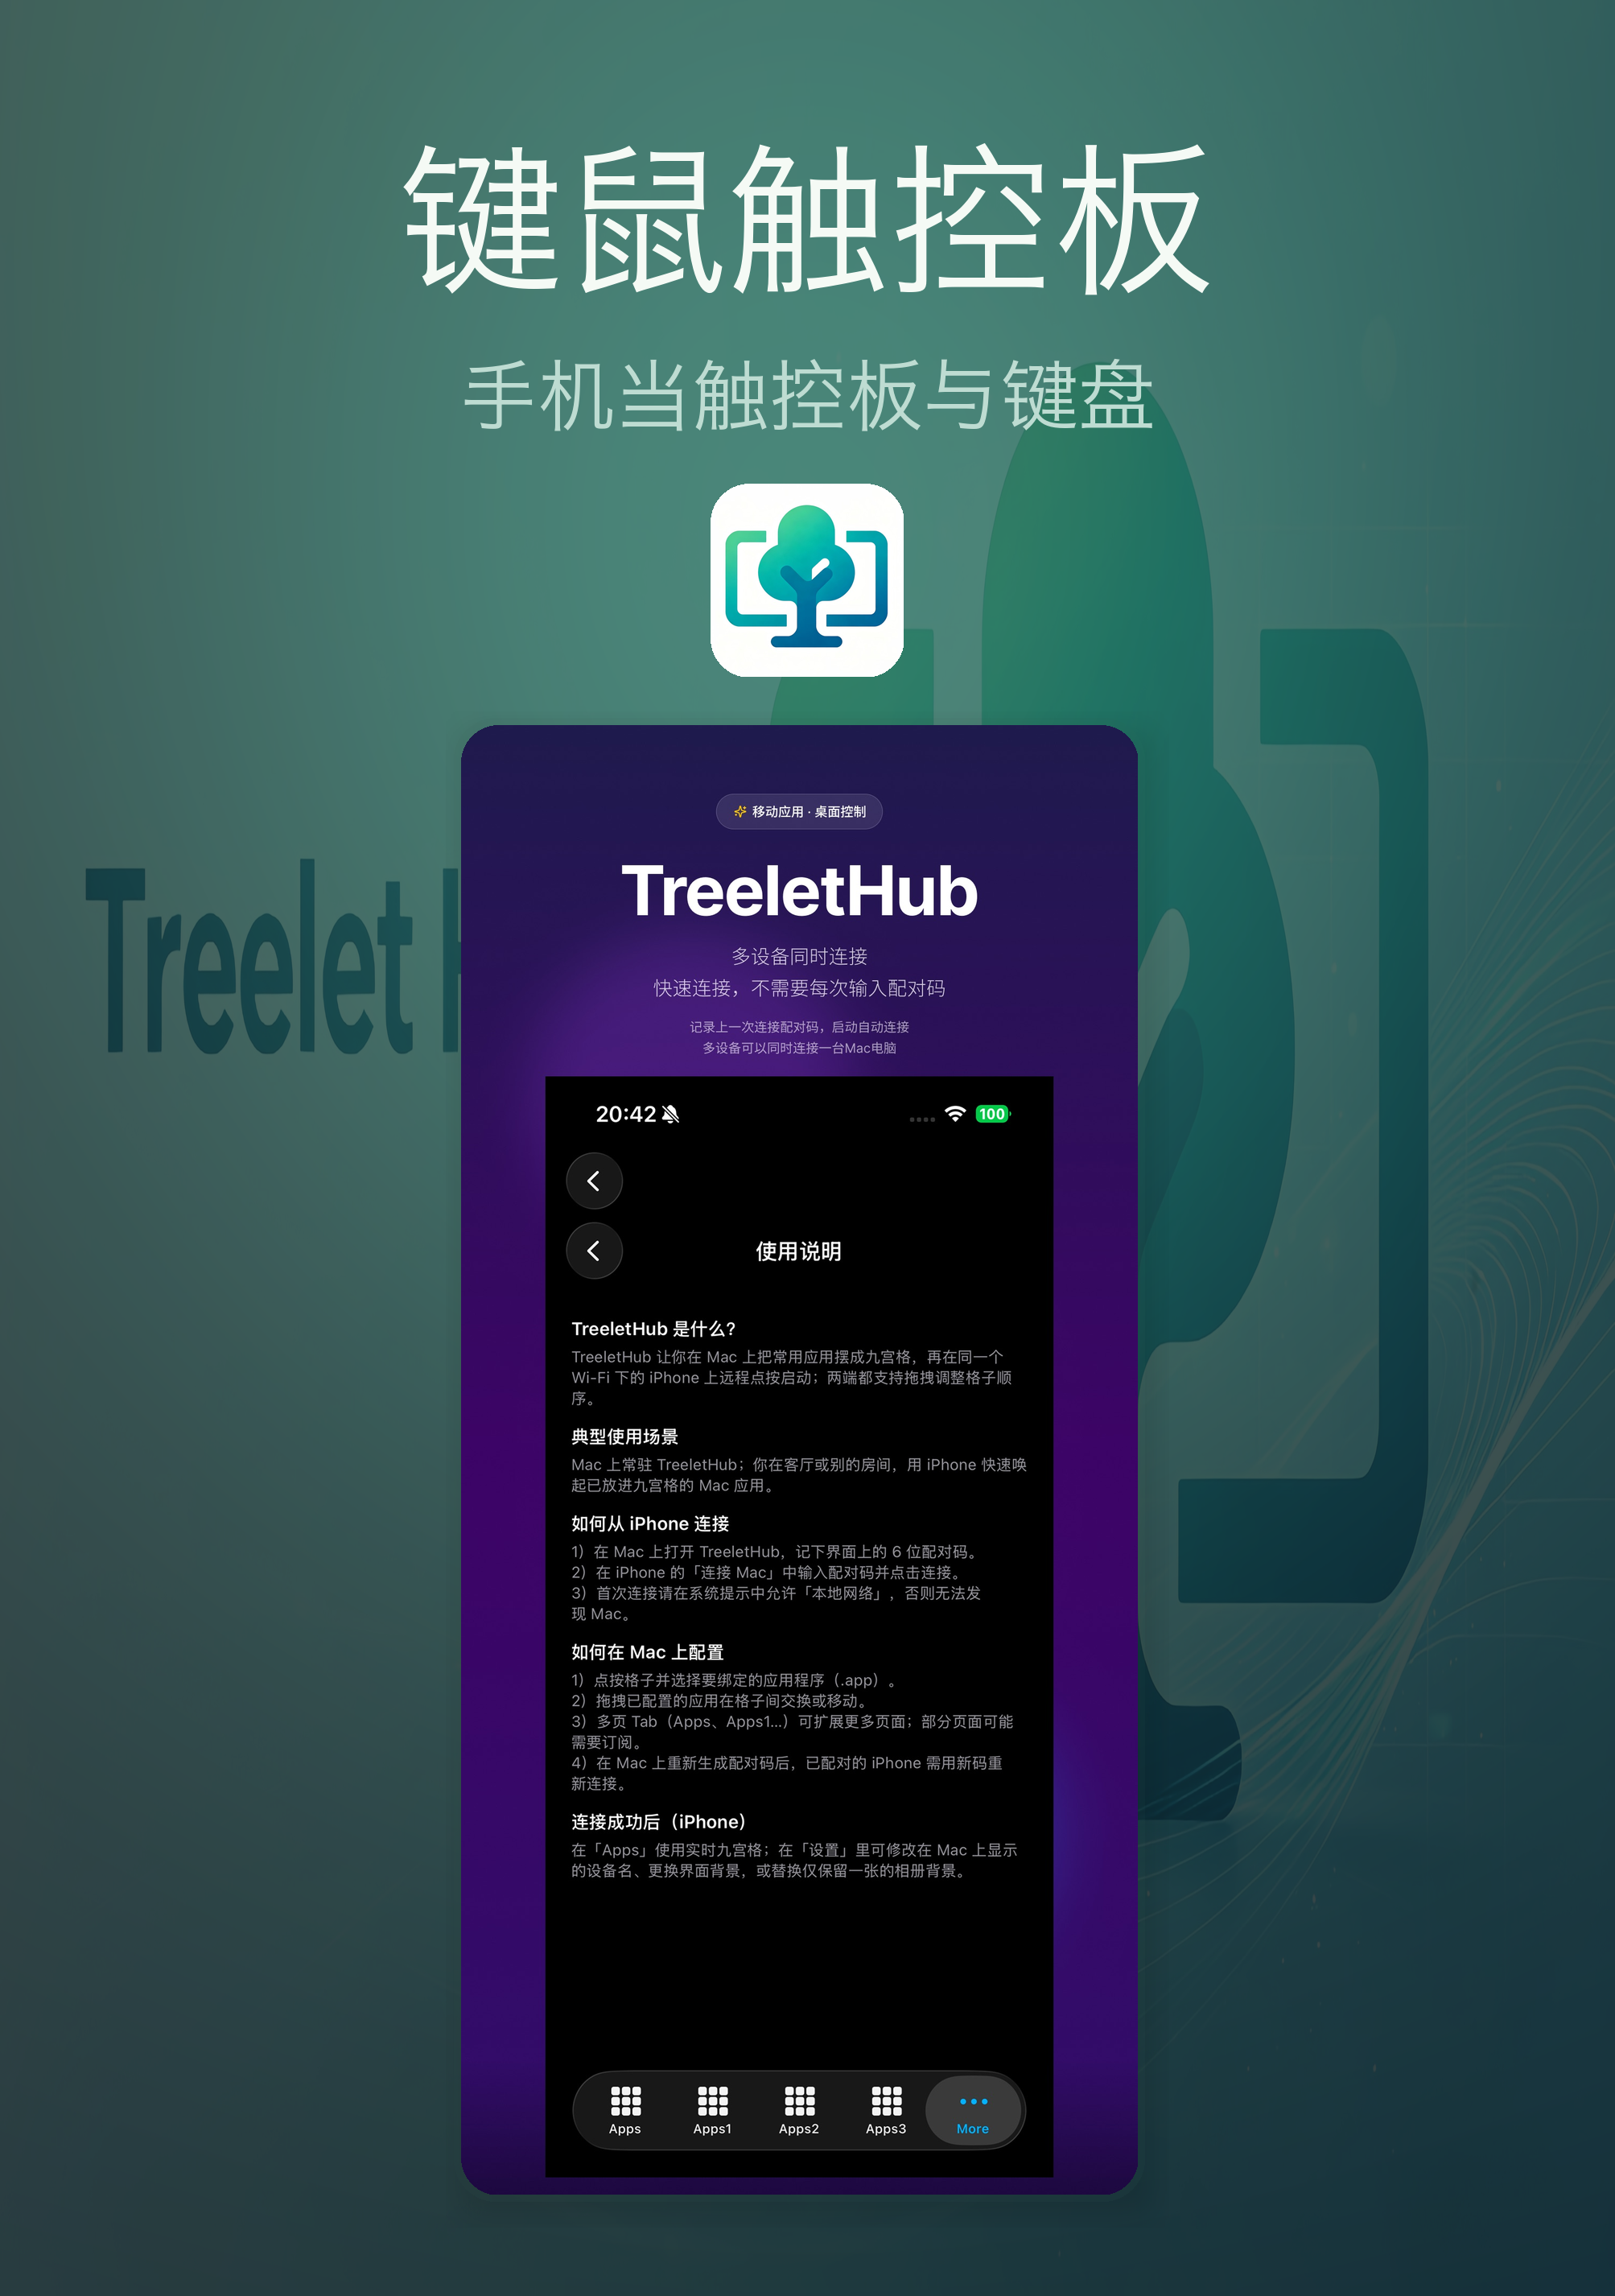 键鼠触控板
手机当触控板与键盘
Treelet H
移动应用 · 桌面控制
TreeletHub
多设备同时连接
快速连接，不需要每次输入配对码
记录上一次连接配对码，启动自动连接
多设备可以同时连接一台Mac电脑
20:42
100
使用说明
TreeletHub 是什么?
TreeletHub 让你在 Mac 上把常用应用摆成九宫格，再在同一个
Wi-Fi 下的 iPhone 上远程点按启动；两端都支持拖拽调整格子顺
序。
典型使用场景
Mac 上常驻 TreeletHub；你在客厅或别的房间，用 iPhone 快速唤
起已放进九宫格的 Mac 应用。
如何从 iPhone 连接
1）在 Mac 上打开 TreeletHub，记下界面上的 6 位配对码。
2）在 iPhone 的「连接 Mac」中输入配对码并点击连接。
3）首次连接请在系统提示中允许「本地网络」，否则无法发
现 Mac。
如何在 Mac 上配置
1）点按格子并选择要绑定的应用程序（.app）。
2）拖拽已配置的应用在格子间交换或移动。
3）多页 Tab（Apps、Apps1...）可扩展更多页面；部分页面可能
需要订阅。
4）在 Mac 上重新生成配对码后，已配对的 iPhone 需用新码重
新连接。
连接成功后（iPhone）
在「Apps」使用实时九宫格；在「设置」里可修改在 Mac 上显示
的设备名、更换界面背景，或替换仅保留一张的相册背景。
Apps
Apps1
Apps2
Apps3
More